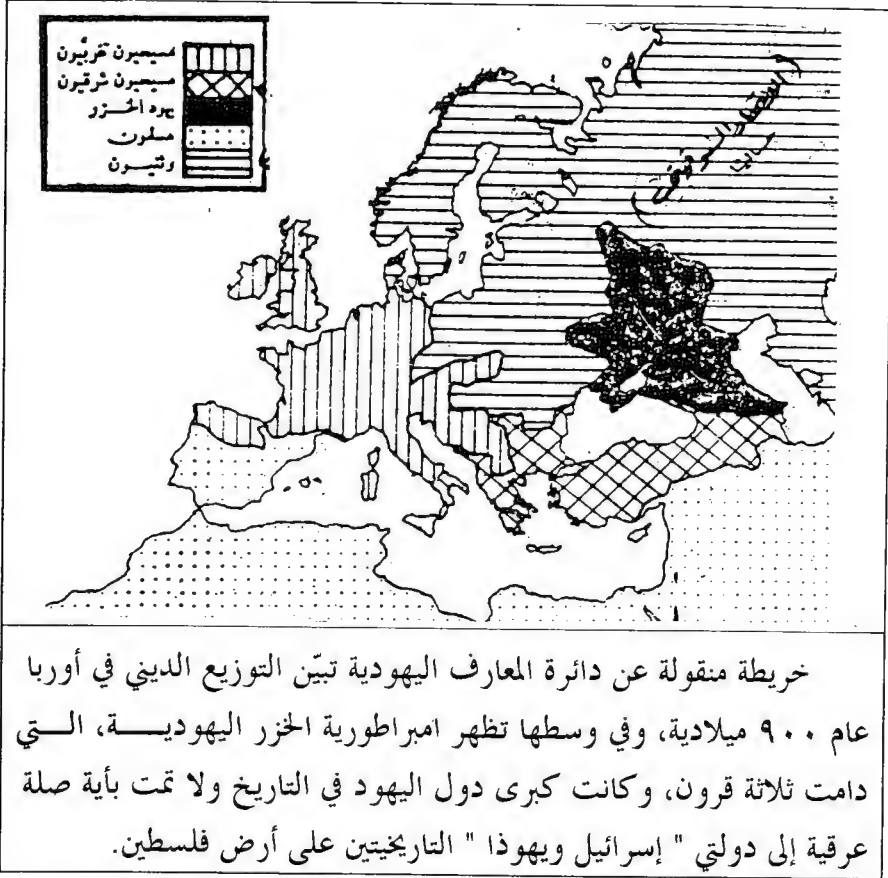 مسيحيون غربيون
مسيحيون شرقيون
يهود الخزر
مسلمون
وثنيون
خريطة منقولة عن دائرة المعارف اليهودية تبيّن التوزيع الديني في أوربا
عام ٩٠٠ ميلادية، وفي وسطها تظهر امبراطورية الخزر اليهوديـــة، الـــتي
دامت ثلاثة قرون، وكانت كبرى دول اليهود في التاريخ ولا تمت بأية صلة
عرقية إلى دولتي " إسرائيل ويهوذا " التاريخيتين على أرض فلسطين.